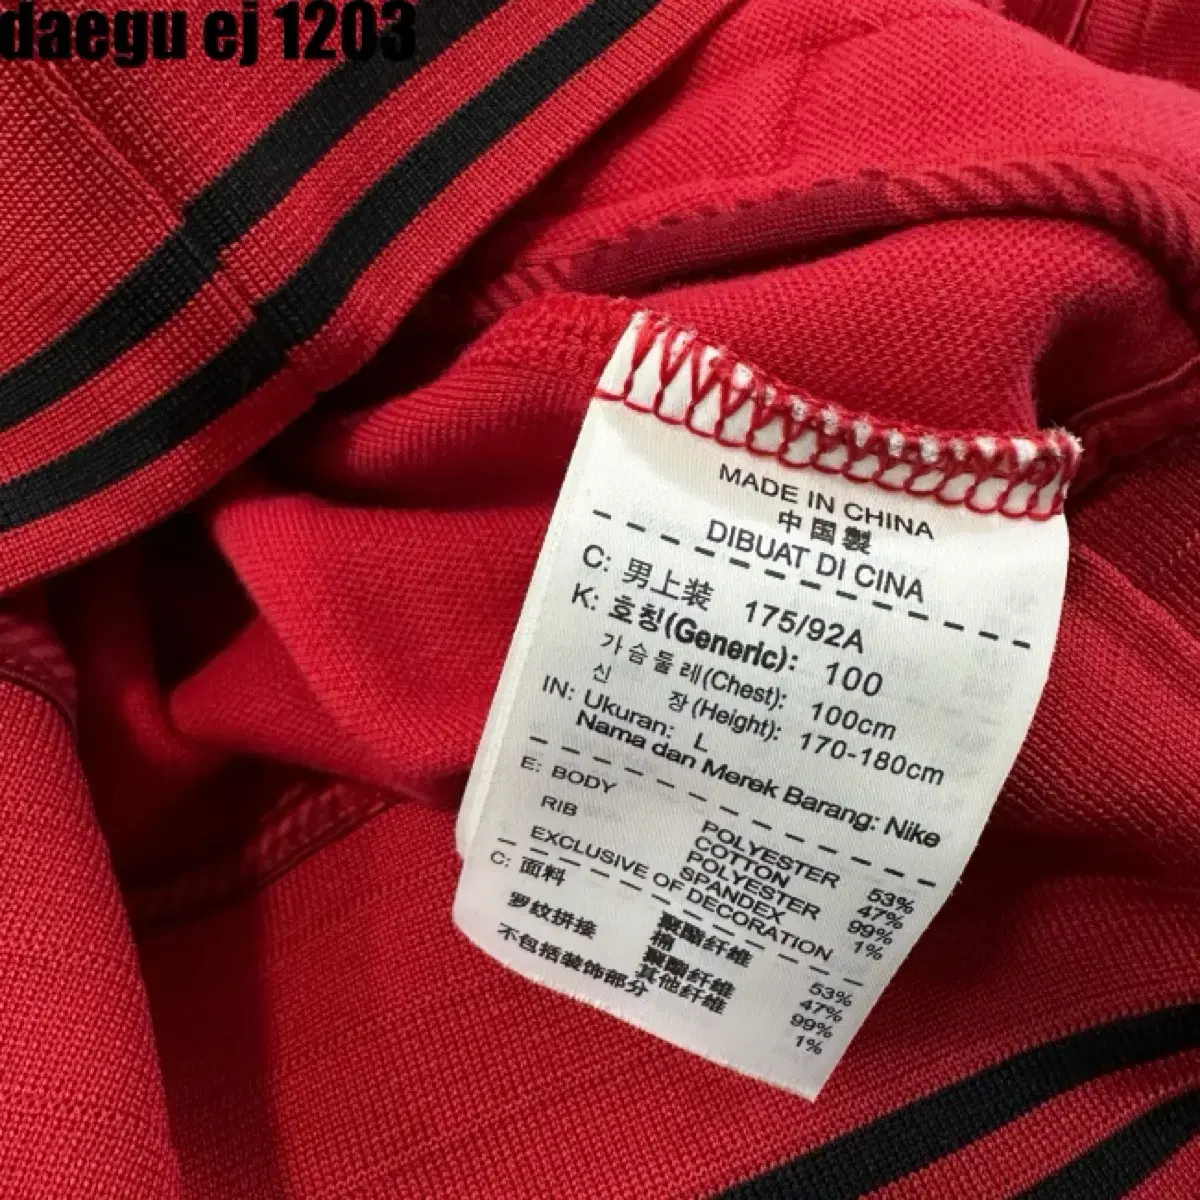 daegu ej 1203
MADE IN CHINA
中国製
DIBUAT DI CINA
C: 男上装 175/92A
K: 호칭(Generic): 100
가슴둘레(Chest): 100cm
신 장(Height): 170-180cm
IN: Ukuran: L
Nama dan Merek Barang: Nike
E: BODY POLYESTER 53%
COTTON 47%
RIB POLYESTER 99%
SPANDEX 1%
EXCLUSIVE OF DECORATION
C: 面料 聚酯纤维 53%
棉 47%
罗纹拼接 聚酯纤维 99%
其他纤维 1%
不包括装饰部分